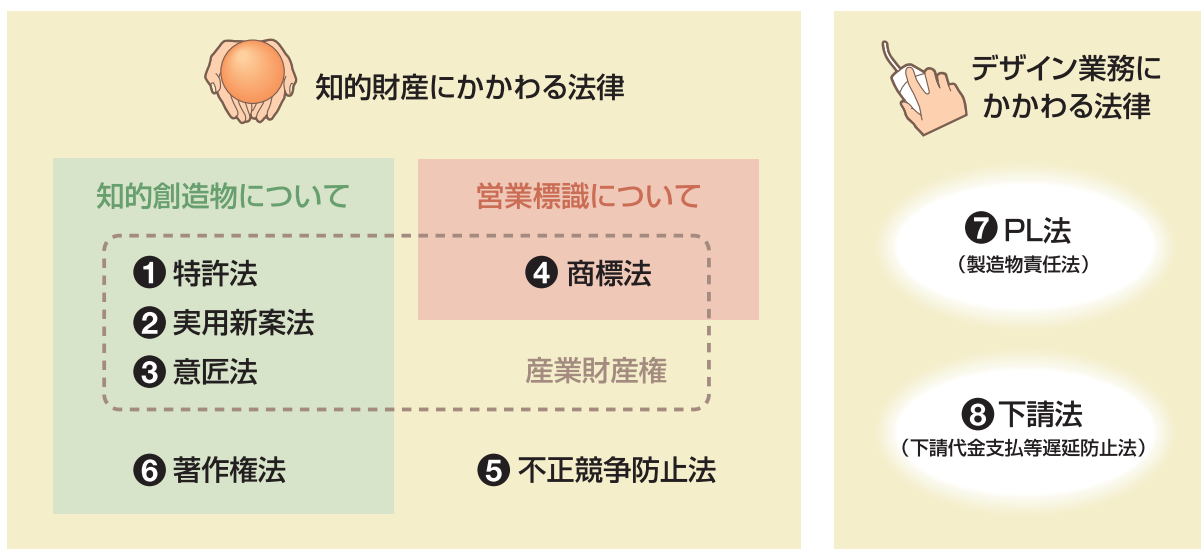 知的財産にかかわる法律
知的創造物について
営業標識について
❶ 特許法
❷ 実用新案法
❸ 意匠法
❹ 商標法
産業財産権
❻ 著作権法
❺ 不正競争防止法
デザイン業務に
かかわる法律
❼ PL法
（製造物責任法）
❽ 下請法
（下請代金支払等遅延防止法）